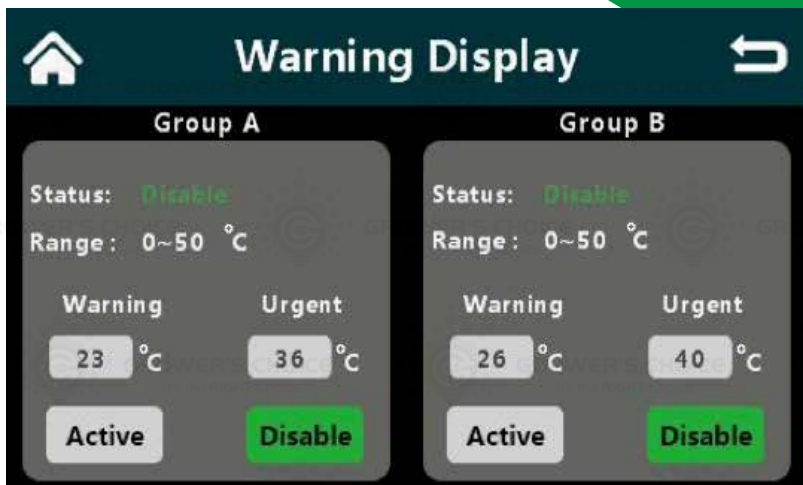 Warning Display
Group A
Status: Disable
Range: 0~50 °C
Warning Urgent
23 °C 36 °C
Active Disable
Group B
Status: Disable
Range: 0~50 °C
Warning Urgent
26 °C 40 °C
Active Disable